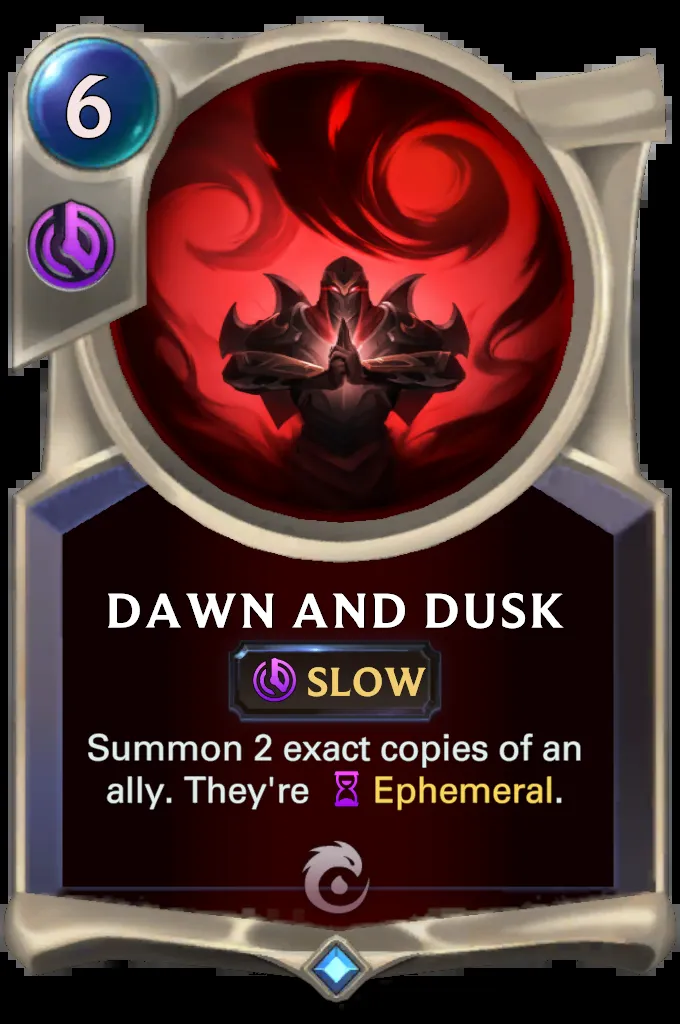 6
DAWN AND DUSK
SLOW
Summon 2 exact copies of an
ally. They're Ephemeral.